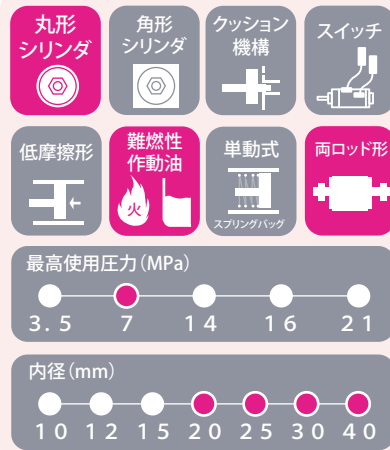 丸形
シリンダ
角形
シリンダ
クッション
機構
スイッチ
低摩擦形
難燃性
作動油
火
単動式
スプリングバッグ
両ロッド形
最高使用圧力(MPa)
3.5 7 14 16 21
内径(mm)
10 12 15 20 25 30 40